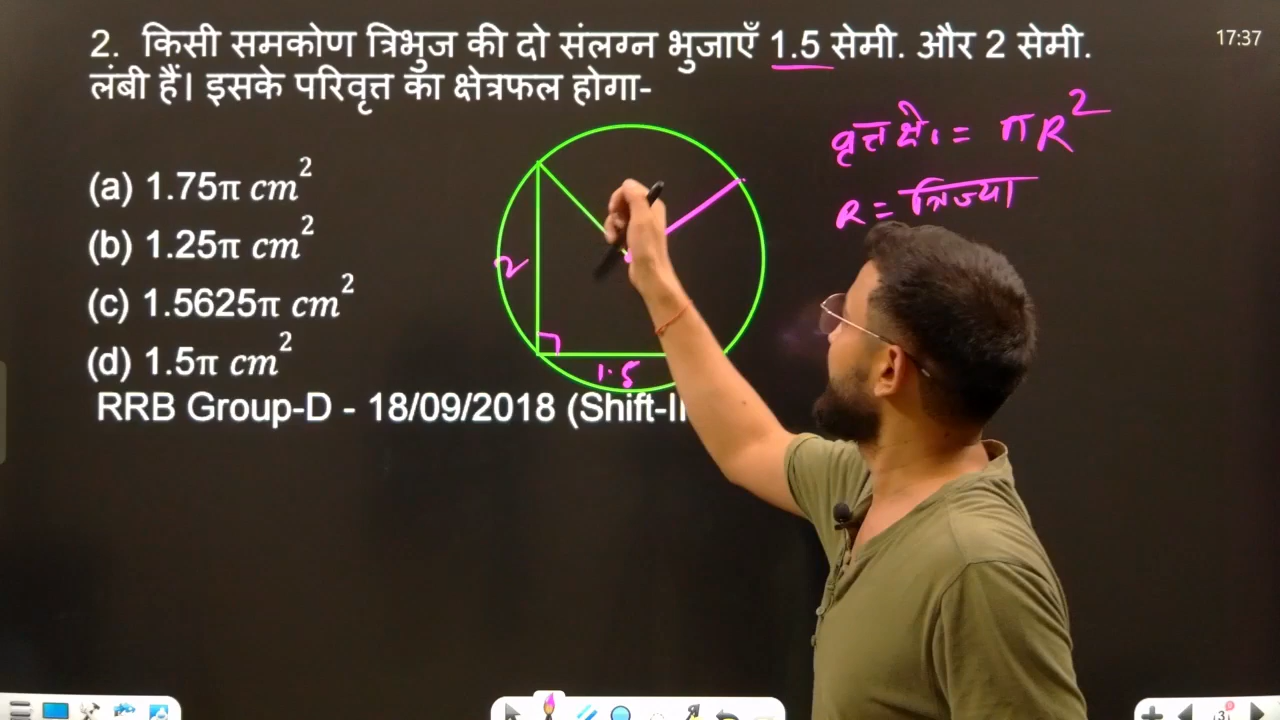 2. किसी समकोण त्रिभुज की दो संलग्न भुजाएँ 1.5 सेमी. और 2 सेमी.
17:37
लंबी हैं। इसके परिवृत्त का क्षेत्रफल होगा-
वृत्त क्षे. = πR²
R = त्रिज्या
(a) 1.75π cm²
(b) 1.25π cm²
(c) 1.5625π cm²
(d) 1.5π cm²
2
1.5
RRB Group-D - 18/09/2018 (Shift-II